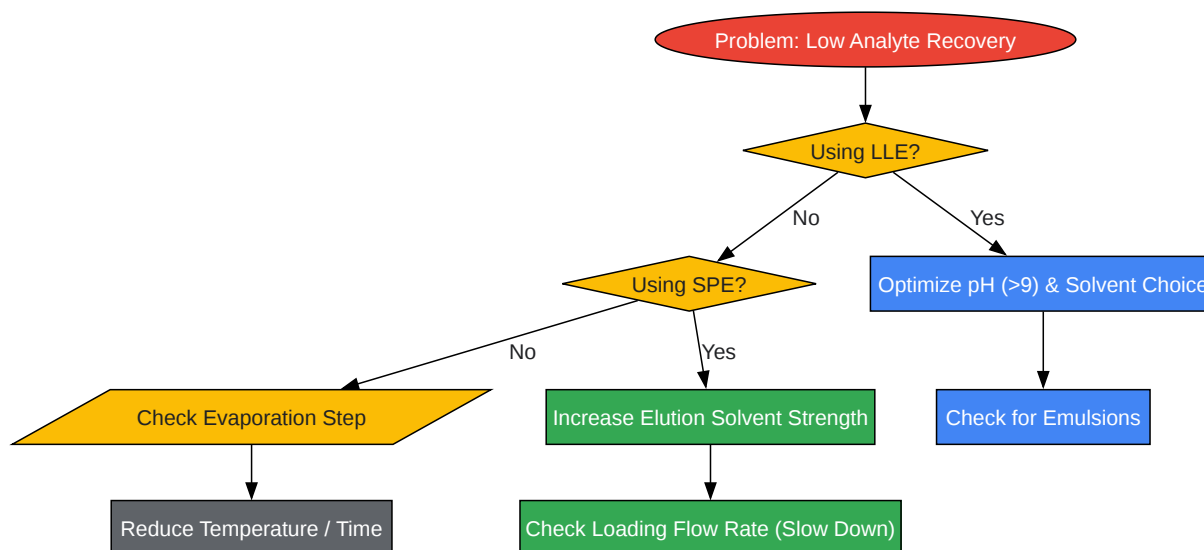 Problem: Low Analyte Recovery
Using LLE?
No
Yes
Using SPE?
Optimize pH (>9) & Solvent Choice
No
Yes
Check Evaporation Step
Increase Elution Solvent Strength
Check for Emulsions
Reduce Temperature / Time
Check Loading Flow Rate (Slow Down)